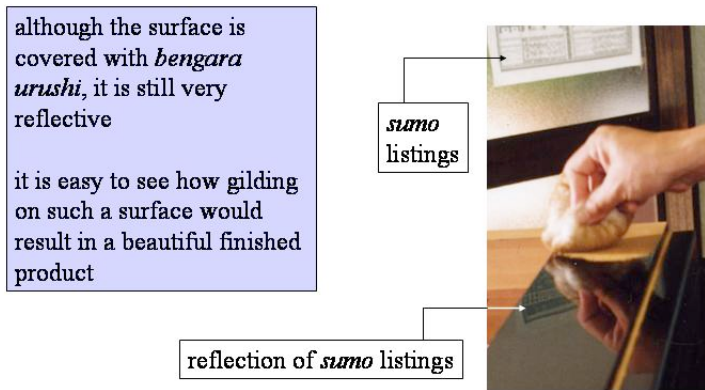 although the surface is
covered with bengara
urushi, it is still very
reflective
it is easy to see how gilding
on such a surface would
result in a beautiful finished
product
sumo
listings
reflection of sumo listings